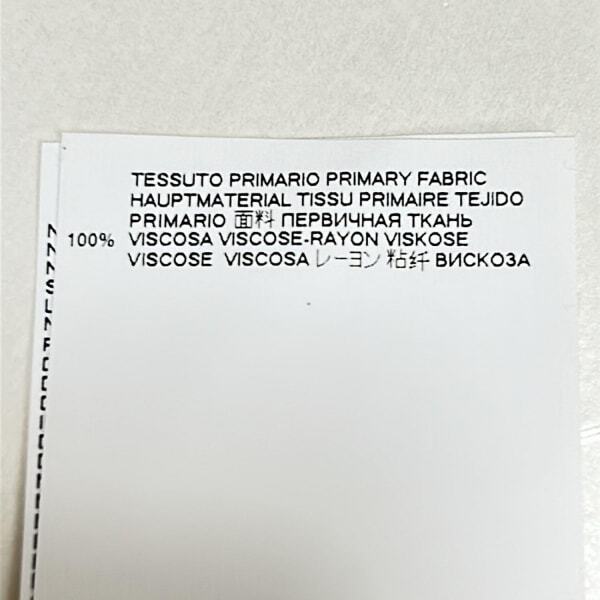 TESSUTO PRIMARIO PRIMARY FABRIC
HAUPTMATERIAL TISSU PRIMAIRE TEJIDO
PRIMARIO 面料 ПЕРВИЧНАЯ ТКАНЬ
100% VISCOSA VISCOSE-RAYON VISKOSE
VISCOSE VISCOSA レーヨン 粘纤 ВИСКОЗА